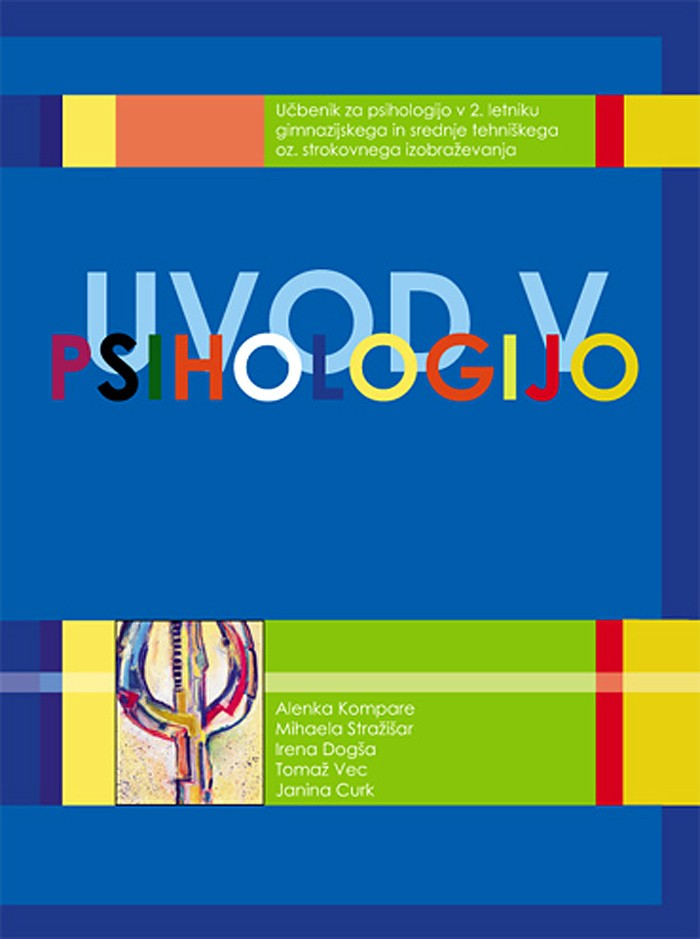 Učbenik za psihologijo v 2. letniku
gimnazijskega in srednje tehniškega
oz. strokovnega izobraževanja
UVOD V
PSIHOLOGIJO
Alenka Kompare
Mihaela Stražišar
Irena Dogša
Tomaž Vec
Janina Curk